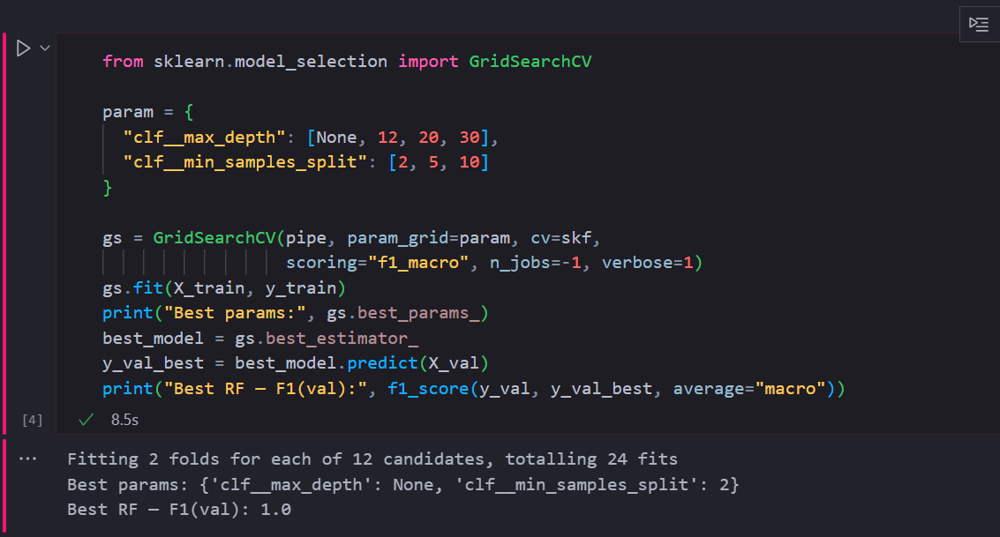 from sklearn.model_selection import GridSearchCV
param = {
"clf__max_depth": [None, 12, 20, 30],
"clf__min_samples_split": [2, 5, 10]
}
gs = GridSearchCV(pipe, param_grid=param, cv=skf,
scoring="f1_macro", n_jobs=-1, verbose=1)
gs.fit(X_train, y_train)
print("Best params:", gs.best_params_)
best_model = gs.best_estimator_
y_val_best = best_model.predict(X_val)
print("Best RF — F1(val):", f1_score(y_val, y_val_best, average="macro"))
[4] 8.5s
Fitting 2 folds for each of 12 candidates, totalling 24 fits
Best params: {'clf__max_depth': None, 'clf__min_samples_split': 2}
Best RF — F1(val): 1.0